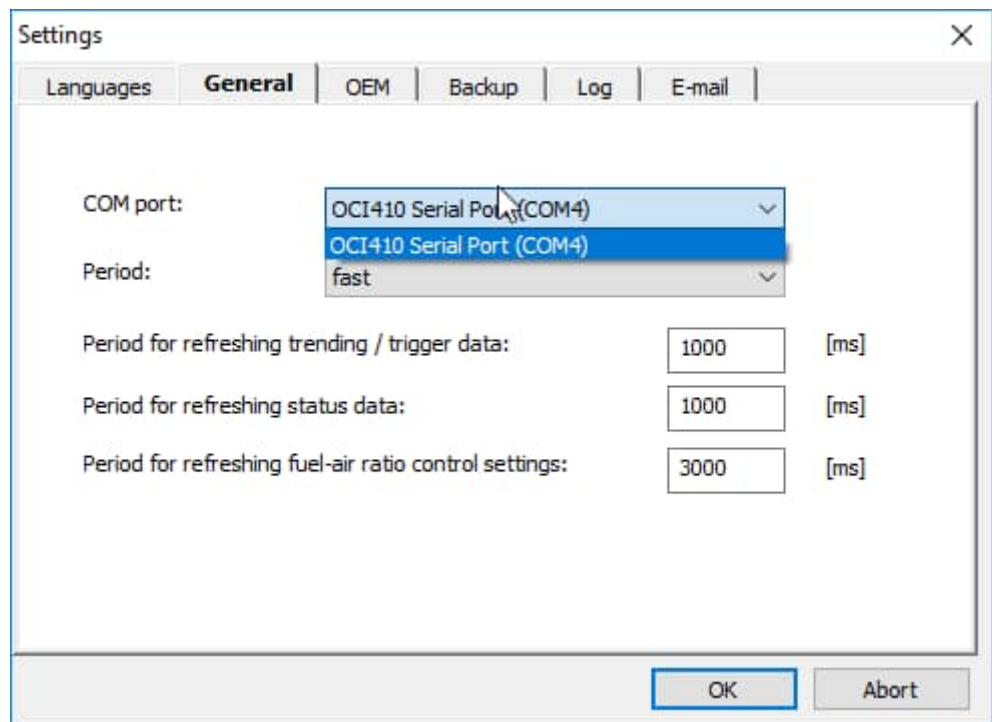 Settings
Languages General OEM Backup Log E-mail
COM port: OCI410 Serial Port (COM4)
OCI410 Serial Port (COM4)
Period: fast
Period for refreshing trending / trigger data: 1000 [ms]
Period for refreshing status data: 1000 [ms]
Period for refreshing fuel-air ratio control settings: 3000 [ms]
OK Abort